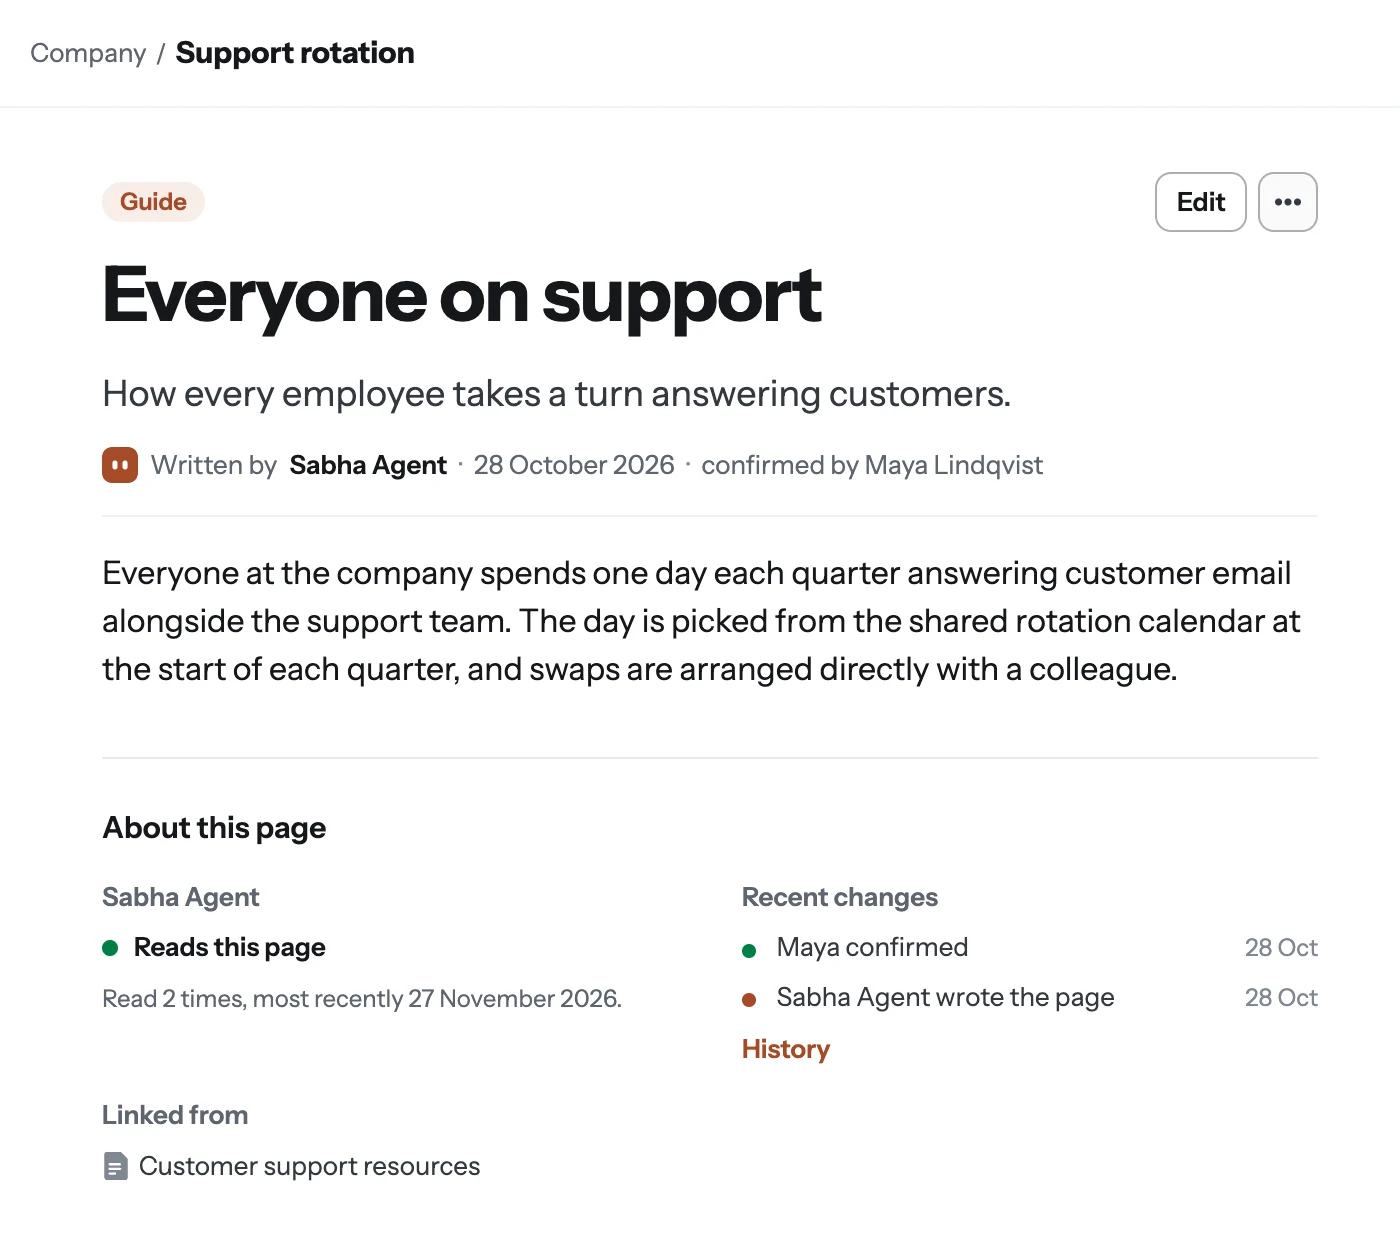 Company / Support rotation
Guide
Edit
•••
Everyone on support
How every employee takes a turn answering customers.
Written by Sabha Agent · 28 October 2026 · confirmed by Maya Lindqvist
Everyone at the company spends one day each quarter answering customer email
alongside the support team. The day is picked from the shared rotation calendar at
the start of each quarter, and swaps are arranged directly with a colleague.
About this page
Sabha Agent
Reads this page
Read 2 times, most recently 27 November 2026.
Recent changes
Maya confirmed 28 Oct
Sabha Agent wrote the page 28 Oct
History
Linked from
Customer support resources